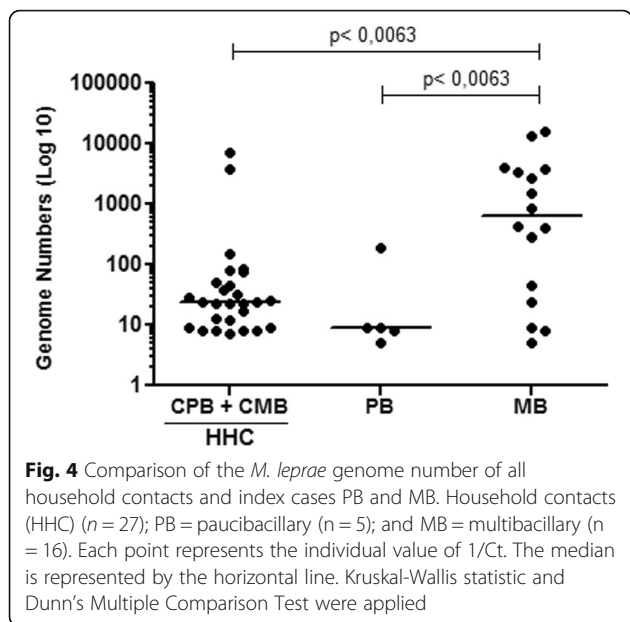 p< 0,0063
p< 0,0063
100000
10000
1000
100
10
1
Genome Numbers (Log 10)
CPB + CMB
HHC
PB
MB
Fig. 4 Comparison of the M. leprae genome number of all
household contacts and index cases PB and MB. Household contacts
(HHC) (n = 27); PB = paucibacillary (n = 5); and MB = multibacillary (n
= 16). Each point represents the individual value of 1/Ct. The median
is represented by the horizontal line. Kruskal-Wallis statistic and
Dunn's Multiple Comparison Test were applied